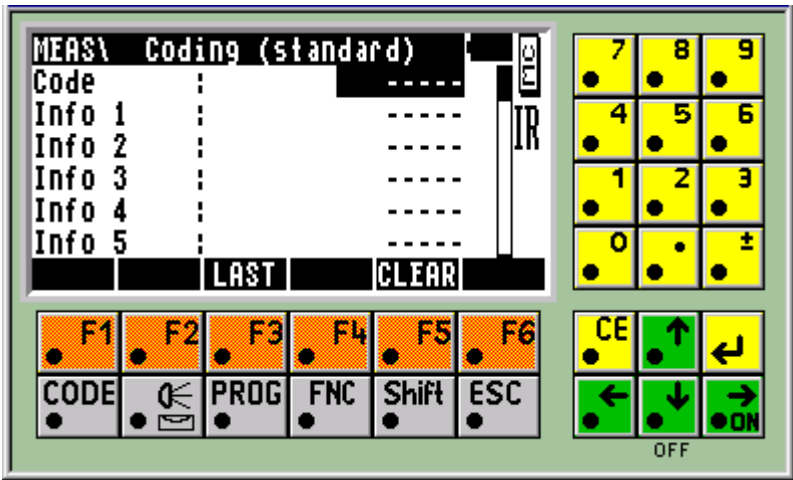 MEAS\ Coding (standard) MC
Code : -----
Info 1 : ----- IR
Info 2 : -----
Info 3 : -----
Info 4 : -----
Info 5 : -----
LAST CLEAR
7 8 9
4 5 6
1 2 3
0 . ±
F1 F2 F3 F4 F5 F6
CODE PROG FNC Shift ESC
CE ↑ ↵
← ↓ → ON
OFF